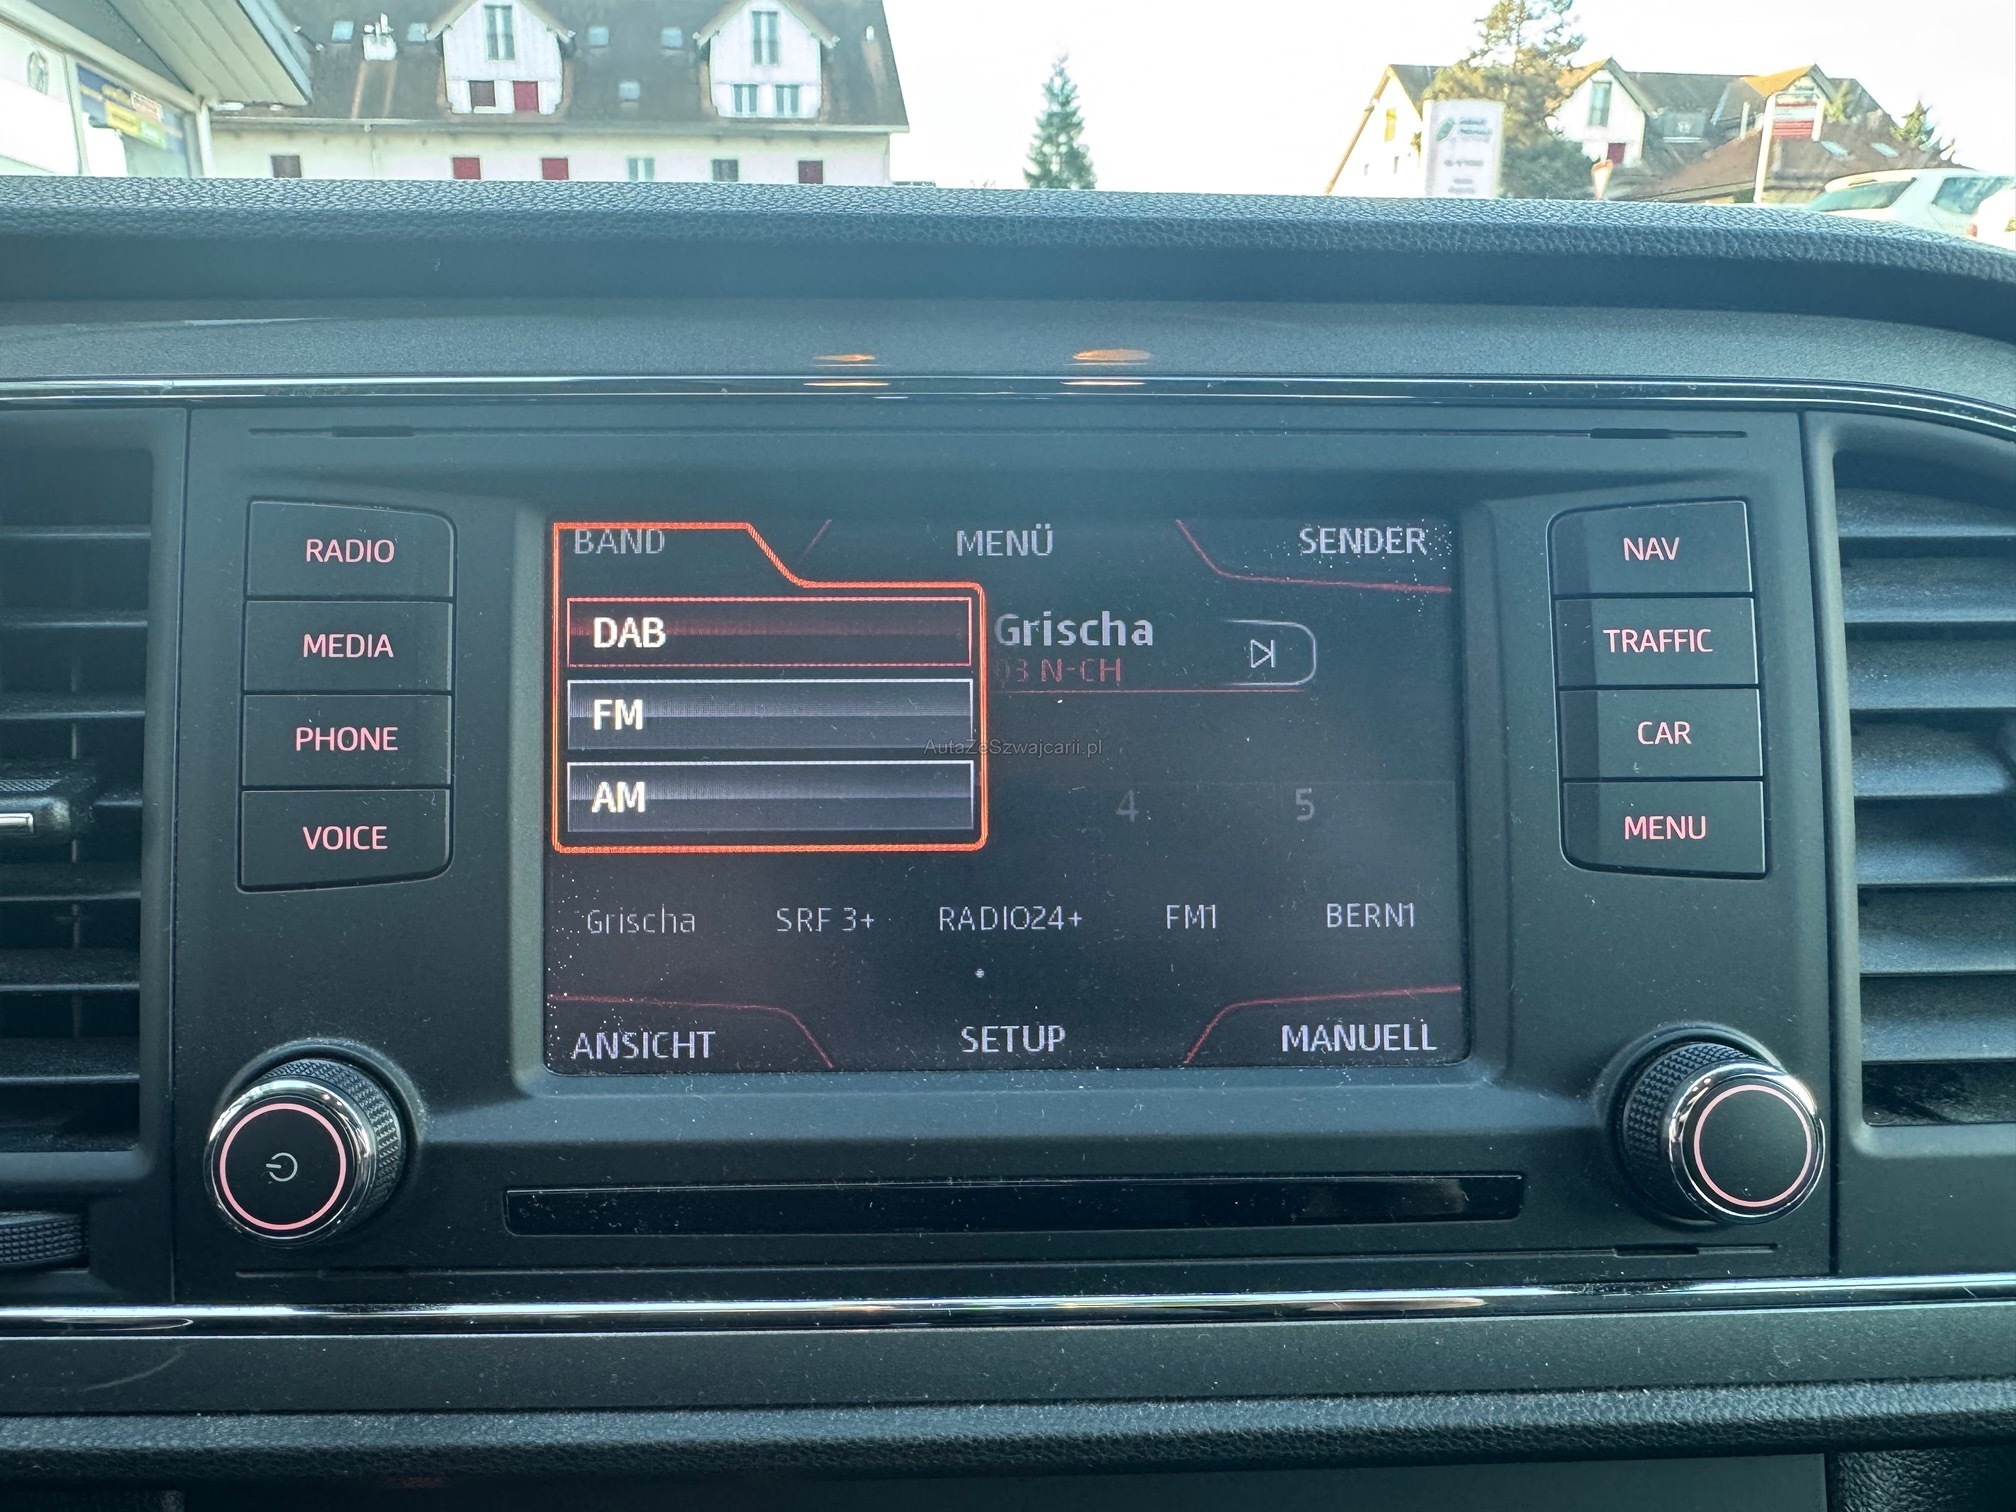 RADIO
MEDIA
PHONE
VOICE
BAND
MENÜ
SENDER
DAB
FM
AM
Grischa
03 N-CH
AutaZeSzwajcarii.pl
4
5
Grischa
SRF 3+
RADIO24+
FM1
BERN1
ANSICHT
SETUP
MANUELL
NAV
TRAFFIC
CAR
MENU